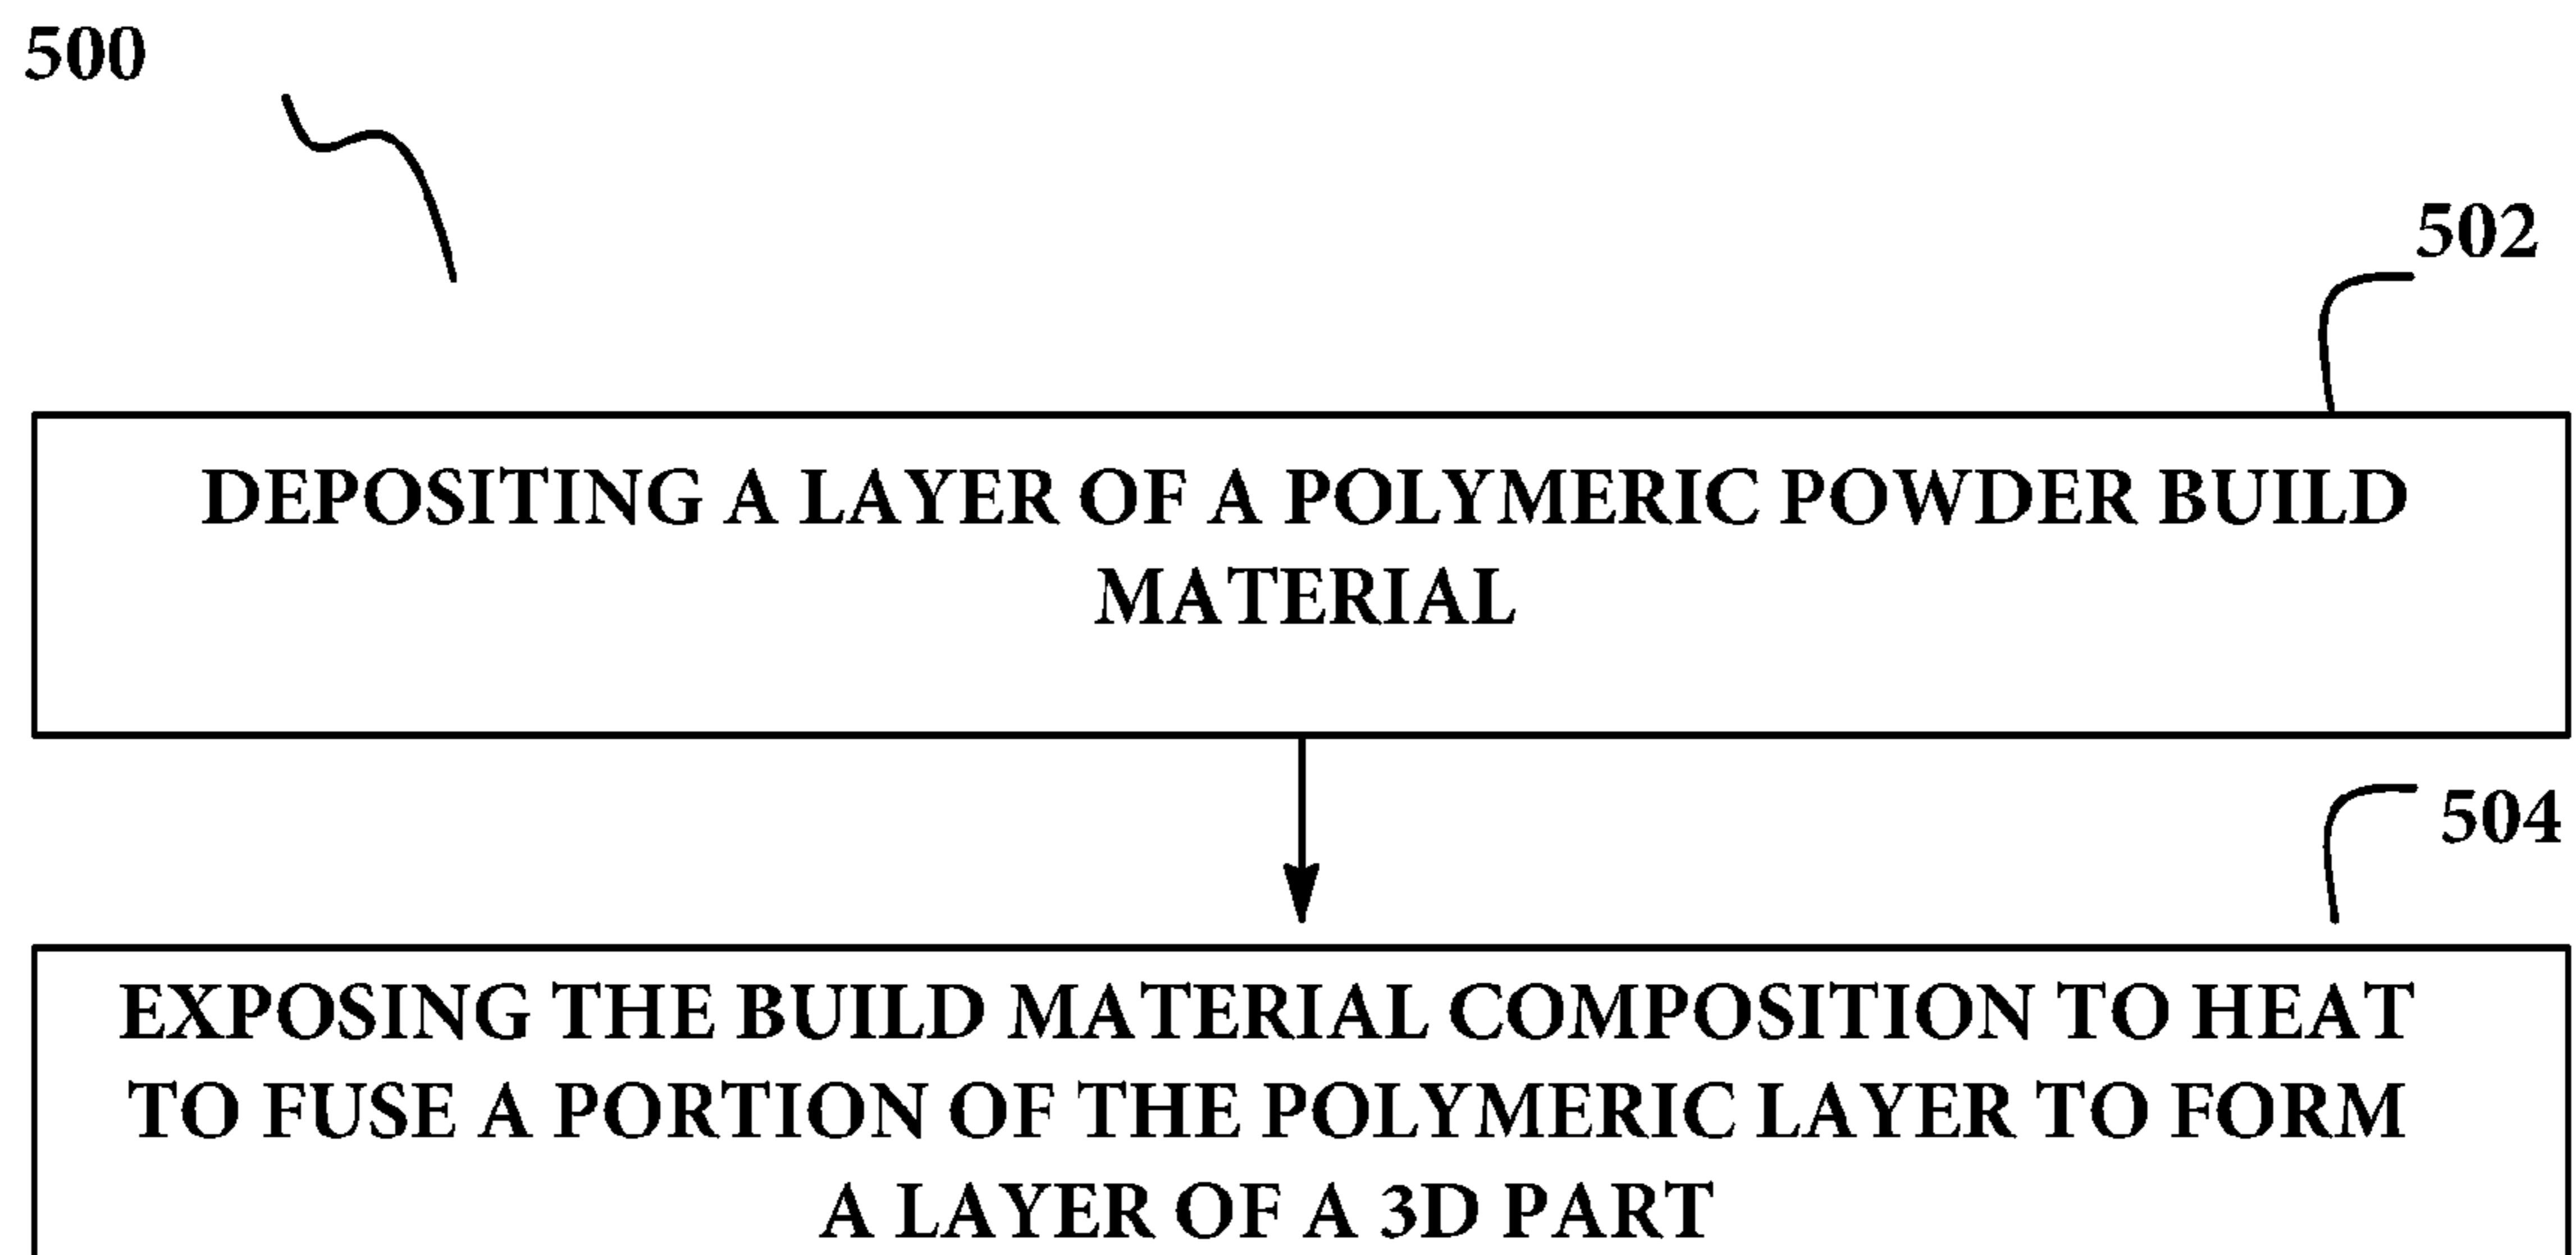 500
502
DEPOSITING A LAYER OF A POLYMERIC POWDER BUILD
MATERIAL
504
EXPOSING THE BUILD MATERIAL COMPOSITION TO HEAT
TO FUSE A PORTION OF THE POLYMERIC LAYER TO FORM
A LAYER OF A 3D PART